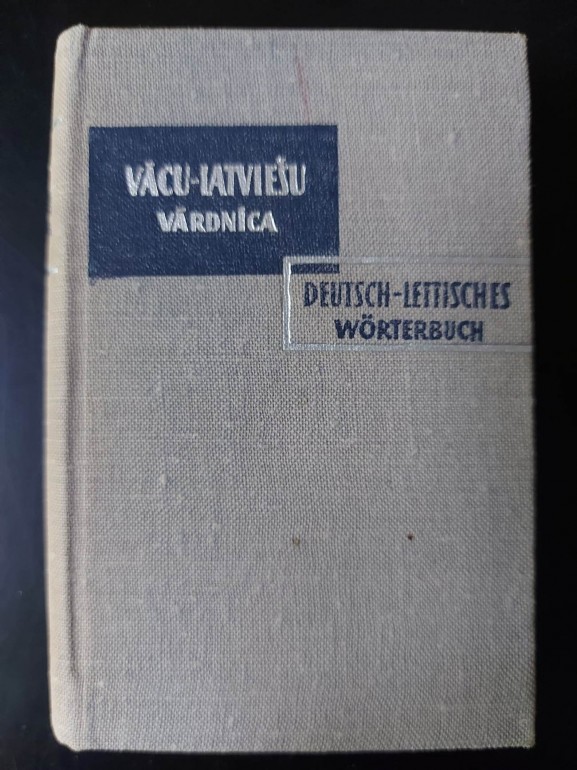 VĀCU-LATVIEŠU
VĀRDNĪCA
DEUTSCH-LETTISCHES
WÖRTERBUCH